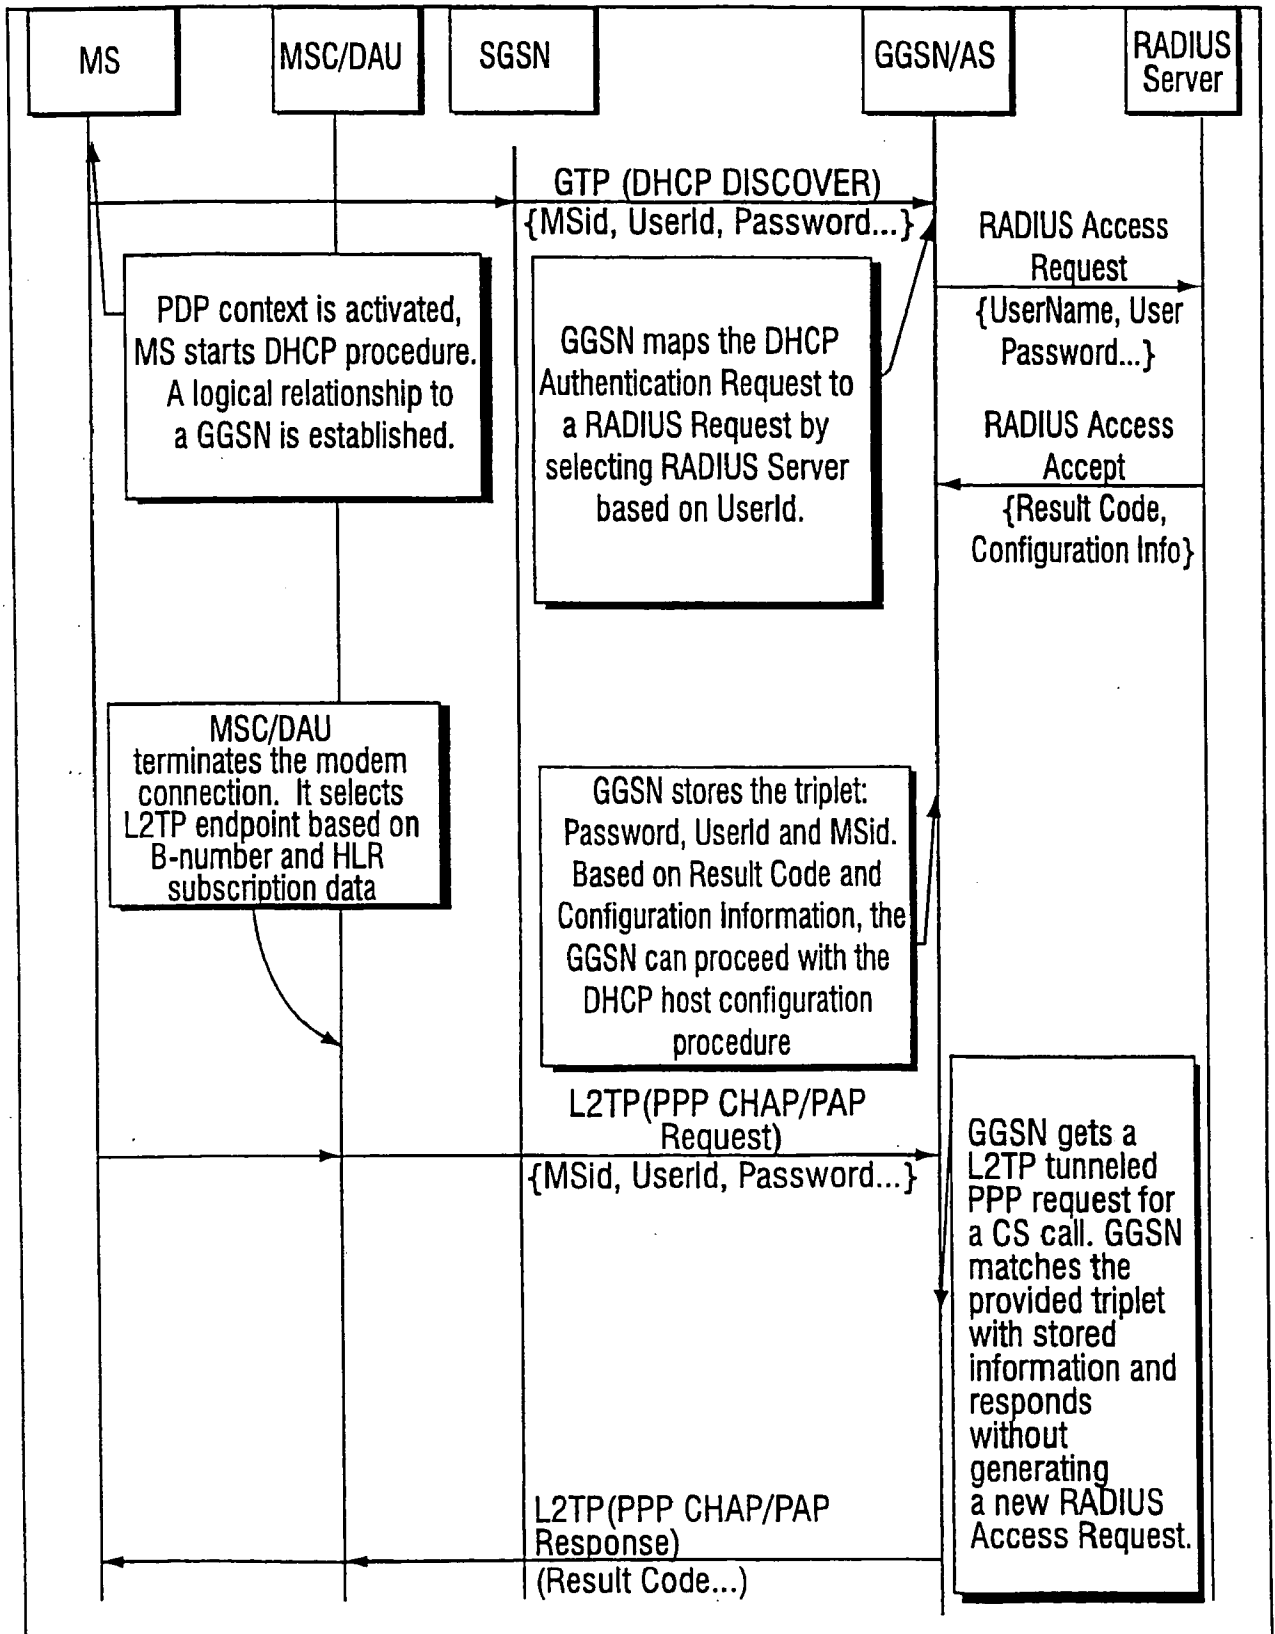 MS
MSC/DAU
SGSN
GGSN/AS
RADIUS
Server
GTP (DHCP DISCOVER)
{MSid, UserId, Password...}
RADIUS Access
Request
{UserName, User
Password...}
PDP context is activated,
MS starts DHCP procedure.
A logical relationship to
a GGSN is established.
GGSN maps the DHCP
Authentication Request to
a RADIUS Request by
selecting RADIUS Server
based on UserId.
RADIUS Access
Accept
{Result Code,
Configuration Info}
MSC/DAU
terminates the modem
connection. It selects
L2TP endpoint based on
B-number and HLR
subscription data
GGSN stores the triplet:
Password, UserId and MSid.
Based on Result Code and
Configuration Information, the
GGSN can proceed with the
DHCP host configuration
procedure
L2TP(PPP CHAP/PAP
Request)
{MSid, UserId, Password...}
GGSN gets a
L2TP tunneled
PPP request for
a CS call. GGSN
matches the
provided triplet
with stored
information and
responds
without
generating
a new RADIUS
Access Request.
L2TP(PPP CHAP/PAP
Response)
(Result Code...)